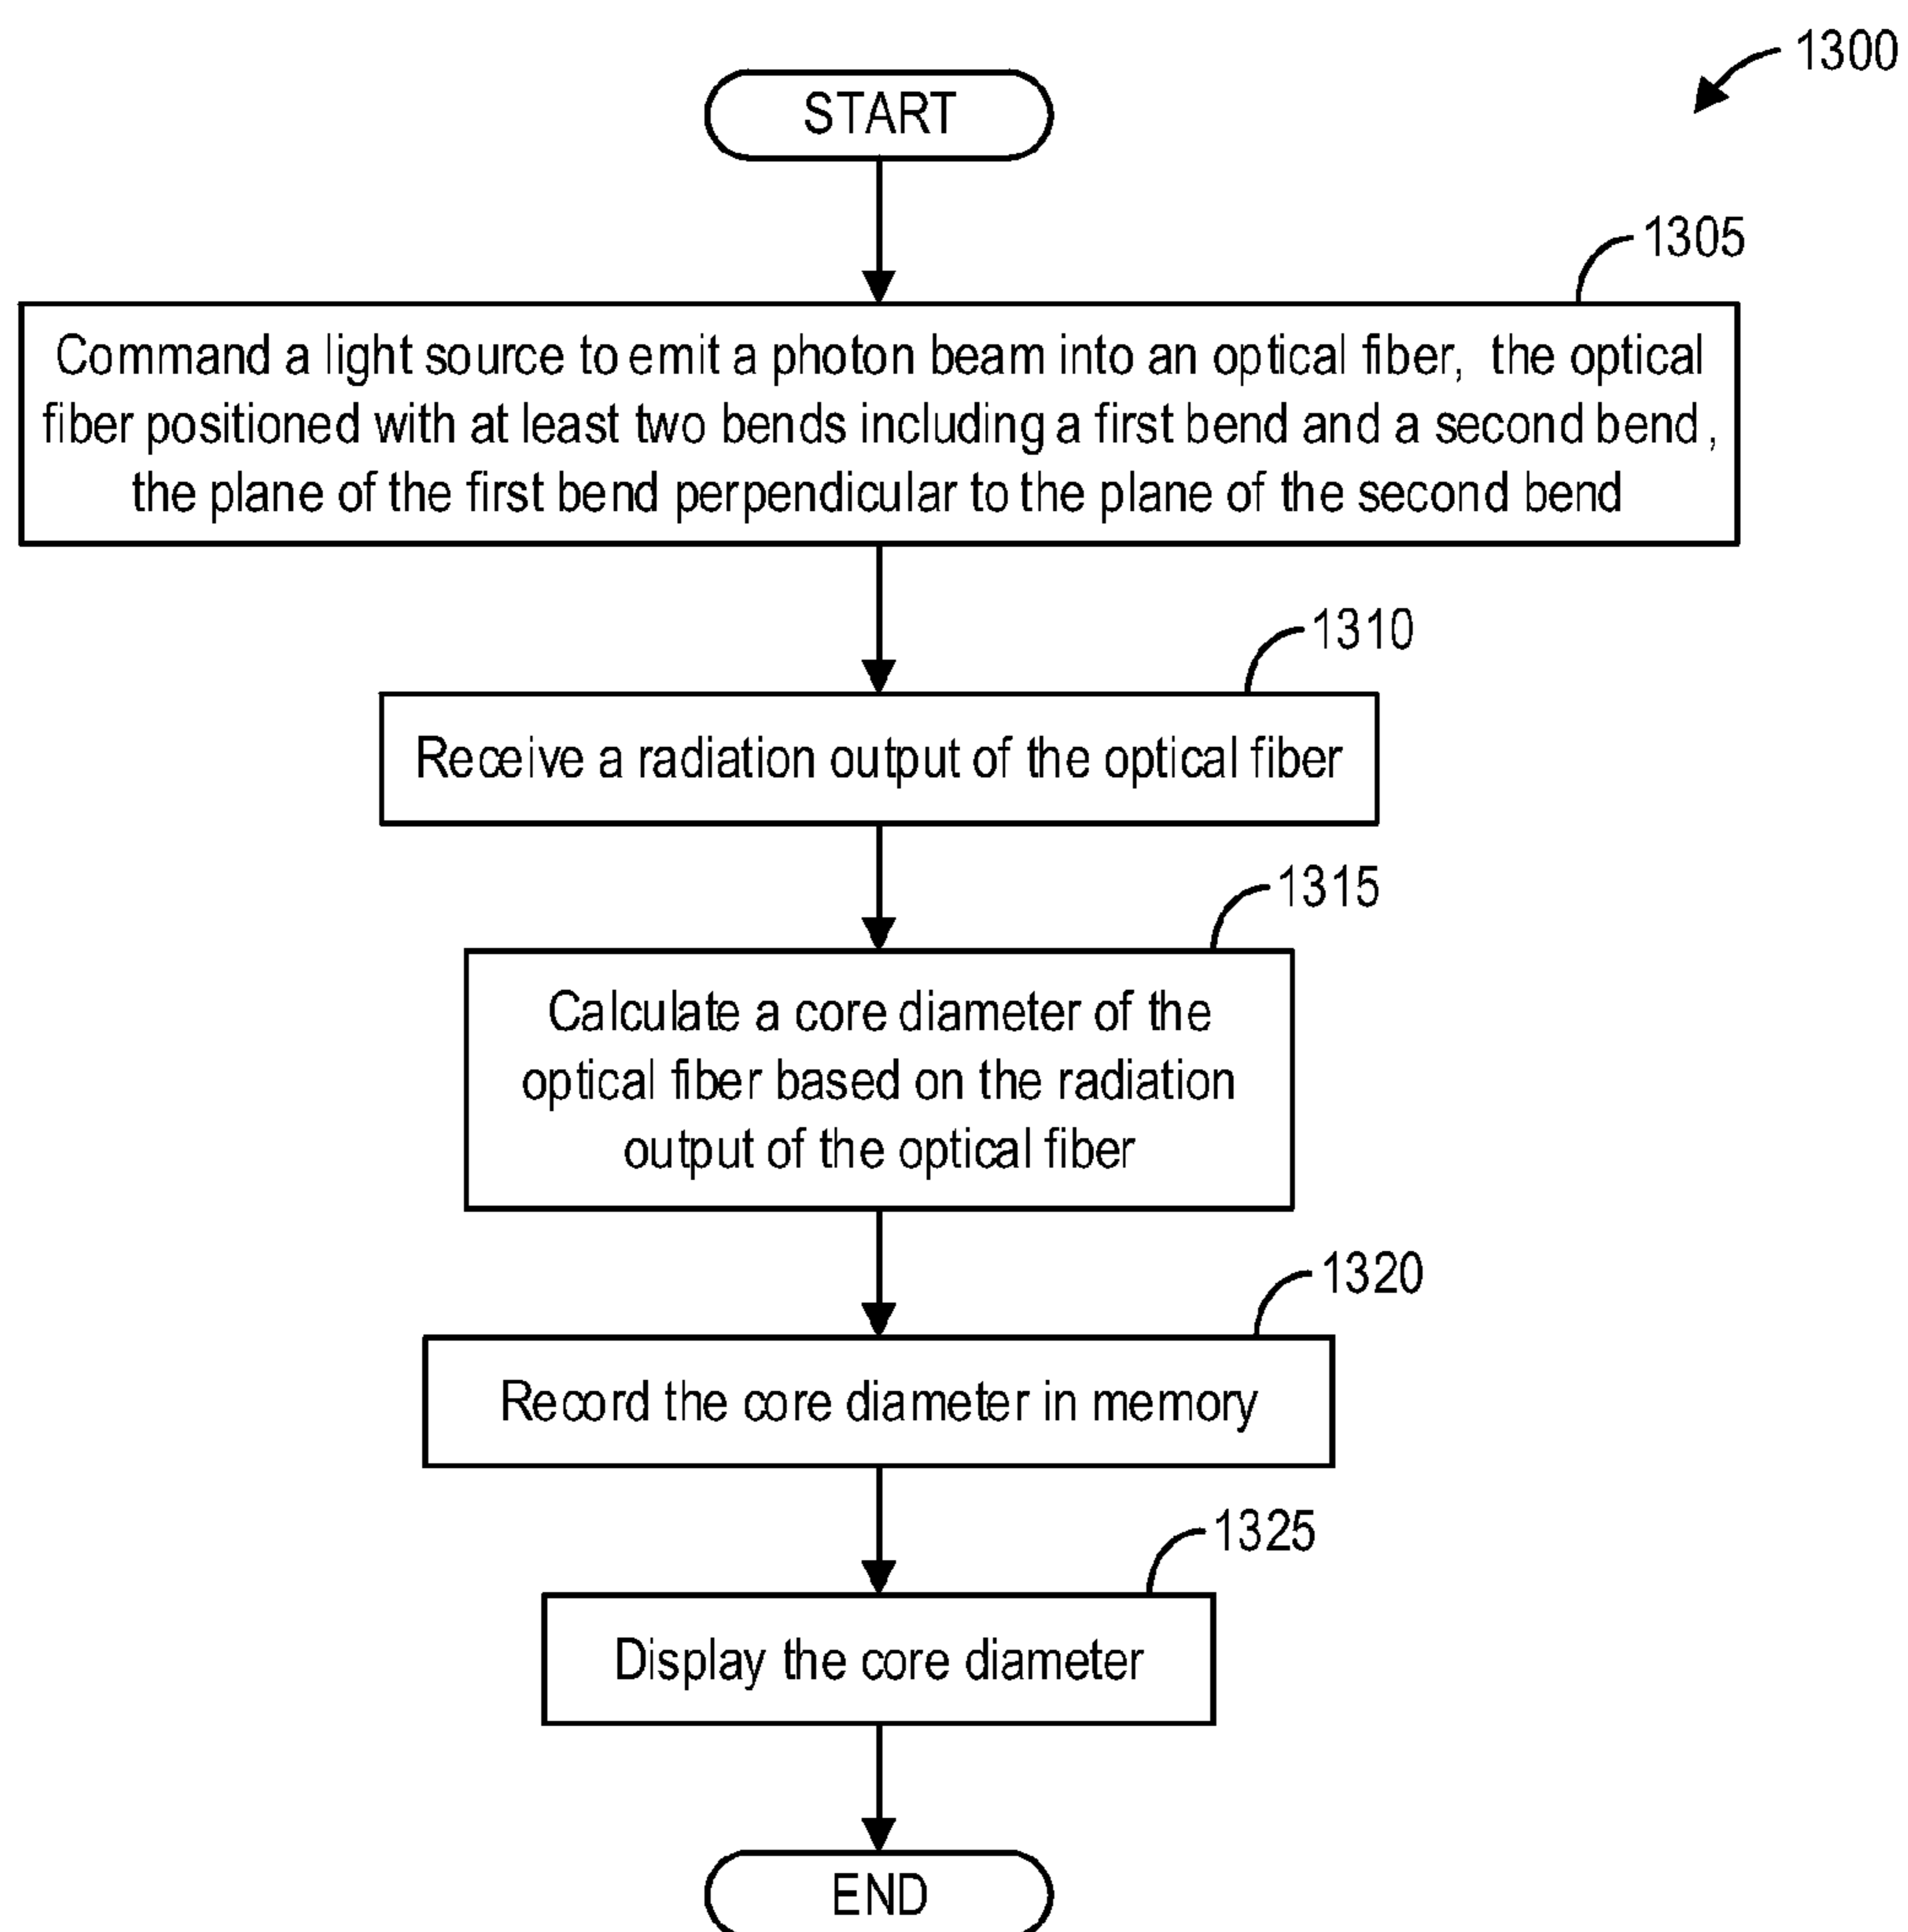 1300
START
1305
Command a light source to emit a photon beam into an optical fiber, the optical
fiber positioned with at least two bends including a first bend and a second bend,
the plane of the first bend perpendicular to the plane of the second bend
1310
Receive a radiation output of the optical fiber
1315
Calculate a core diameter of the
optical fiber based on the radiation
output of the optical fiber
1320
Record the core diameter in memory
1325
Display the core diameter
END